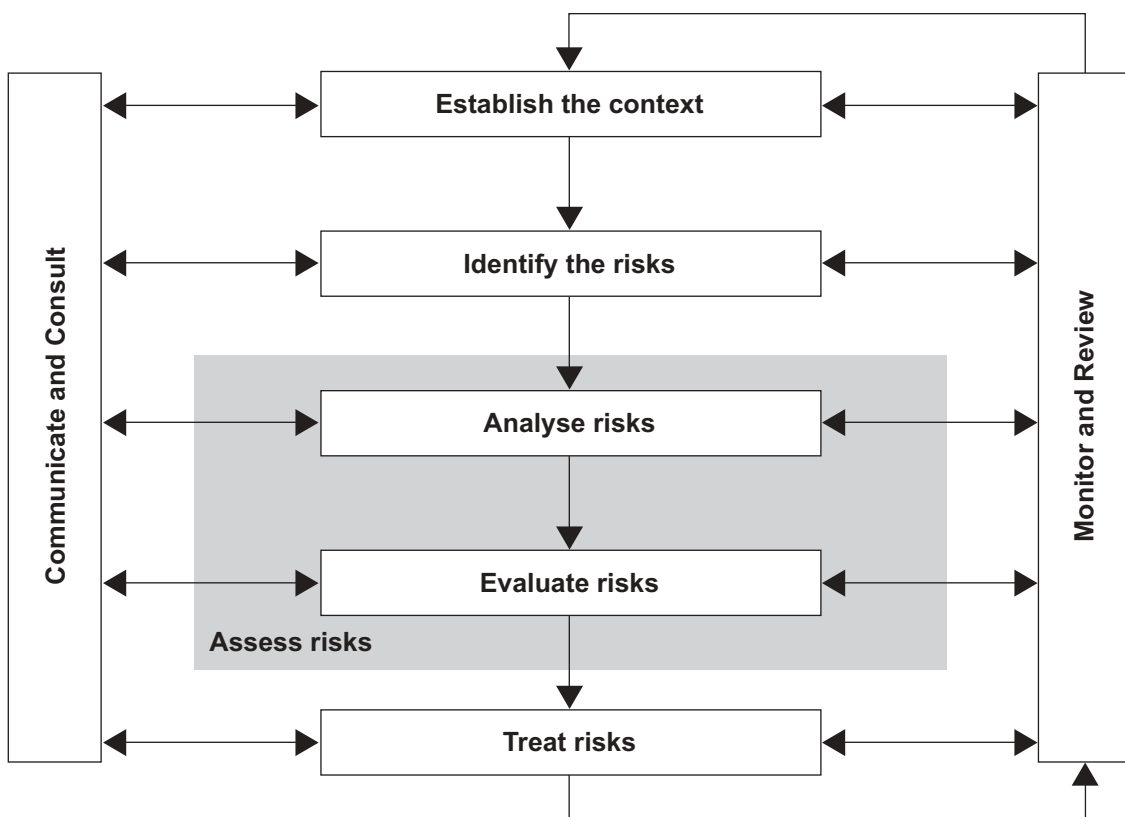 Establish the context
Communicate and Consult
Identify the risks
Monitor and Review
Analyse risks
Evaluate risks
Assess risks
Treat risks